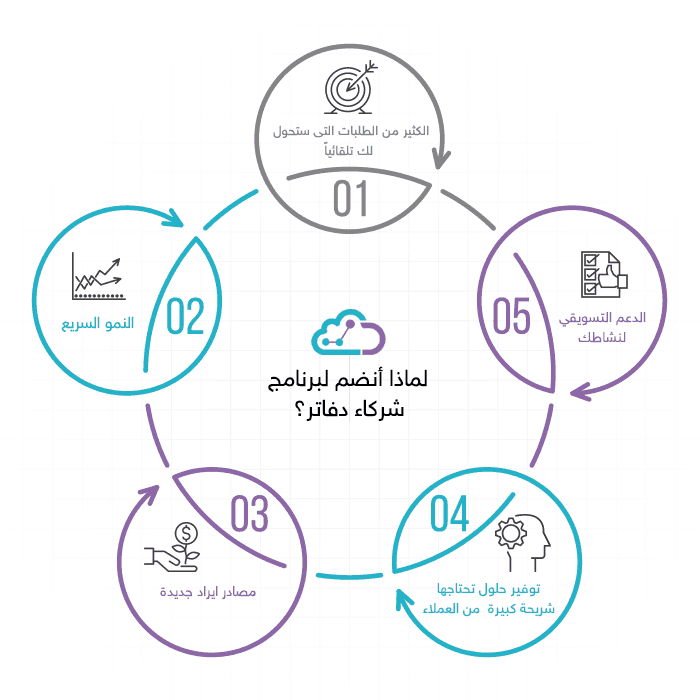 الكثير من الطلبات التى ستحول
لك تلقائياً
01
02
النمو السريع
03
مصادر ايراد جديدة
04
توفير حلول تحتاجها
شريحة كبيرة من العملاء
05
الدعم التسويقي
لنشاطك
لماذا أنضم لبرنامج
شركاء دفاتر؟
$